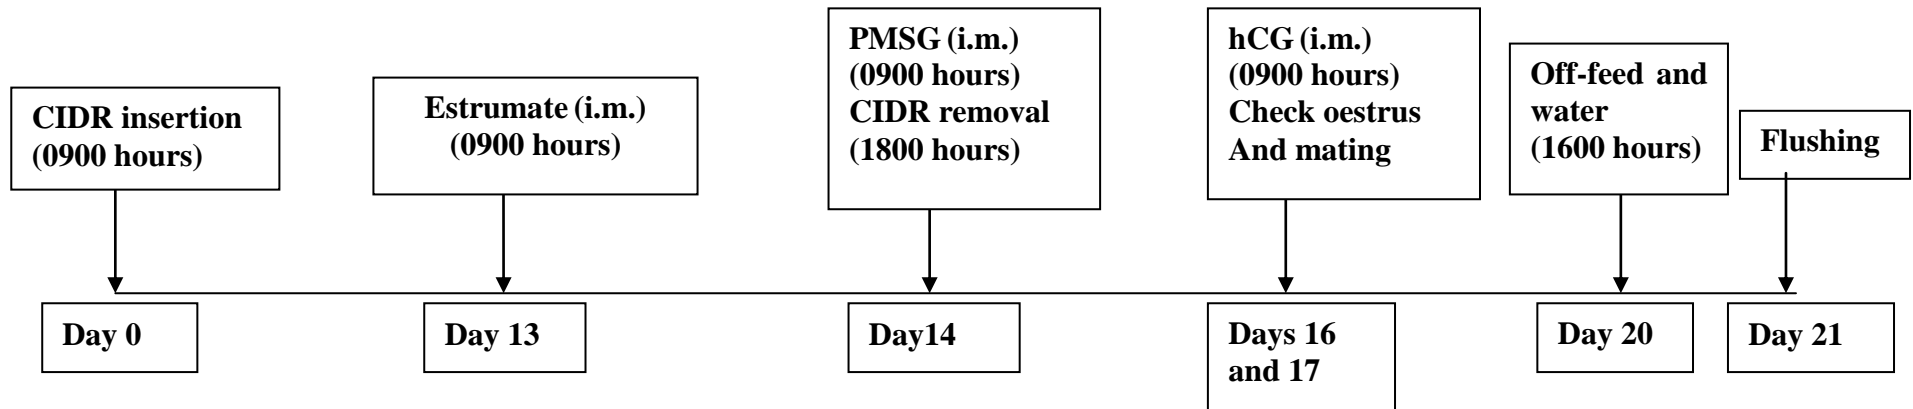 CIDR insertion
(0900 hours)
Estrumate (i.m.)
(0900 hours)
PMSG (i.m.)
(0900 hours)
CIDR removal
(1800 hours)
hCG (i.m.)
(0900 hours)
Check oestrus
And mating
Off-feed and
water
(1600 hours)
Flushing
Day 0
Day 13
Day14
Days 16
and 17
Day 20
Day 21